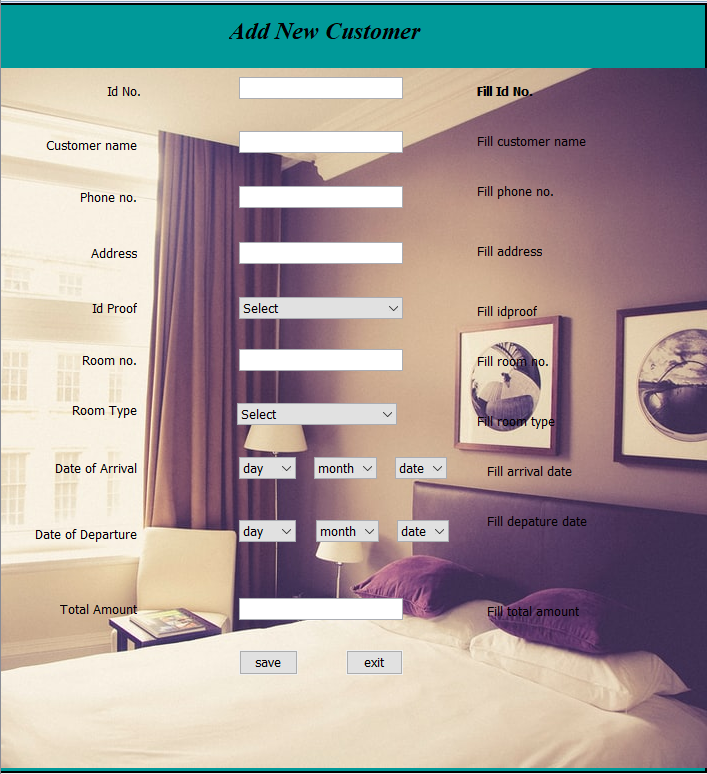 Add New Customer
Id No. Fill Id No.
Customer name Fill customer name
Phone no. Fill phone no.
Address Fill address
Id Proof Select Fill idproof
Room no. Fill room no.
Room Type Select Fill room type
Date of Arrival day month date Fill arrival date
Date of Departure day month date Fill depature date
Total Amount Fill total amount
save exit